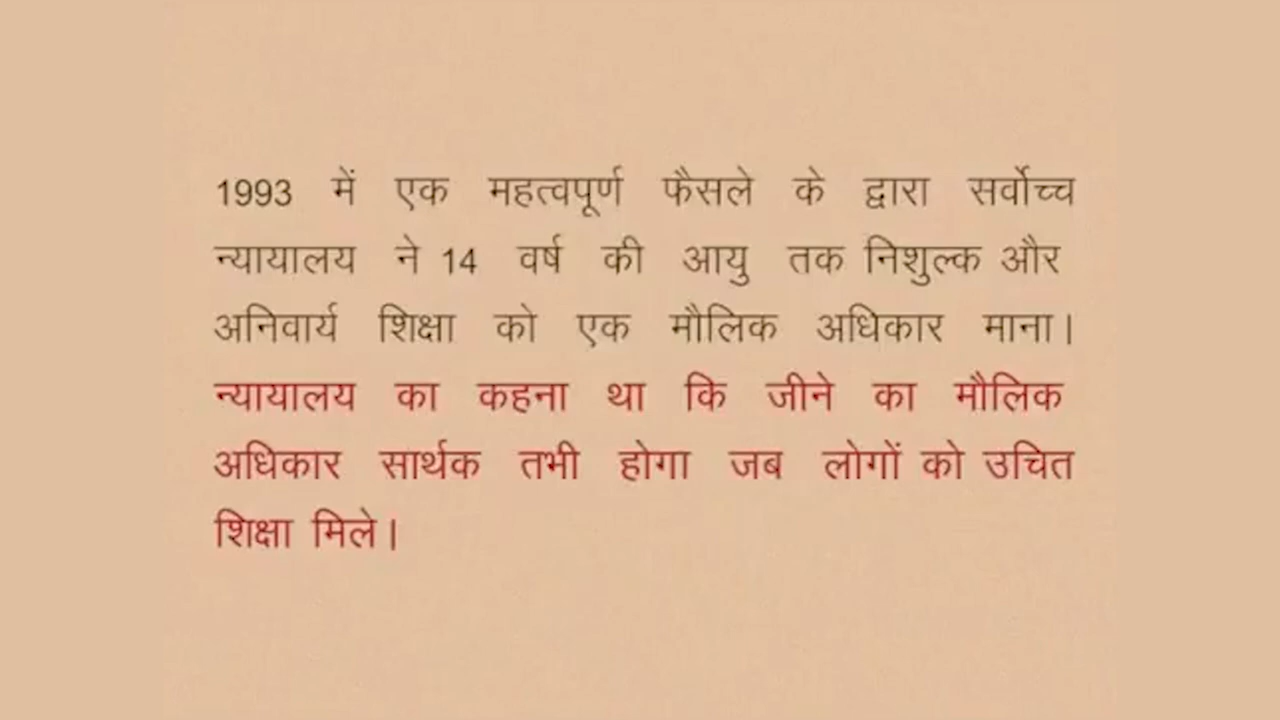 1993 में एक महत्वपूर्ण फैसले के द्वारा सर्वोच्च
न्यायालय ने 14 वर्ष की आयु तक निशुल्क और
अनिवार्य शिक्षा को एक मौलिक अधिकार माना।
न्यायालय का कहना था कि जीने का मौलिक
अधिकार सार्थक तभी होगा जब लोगों को उचित
शिक्षा मिले।